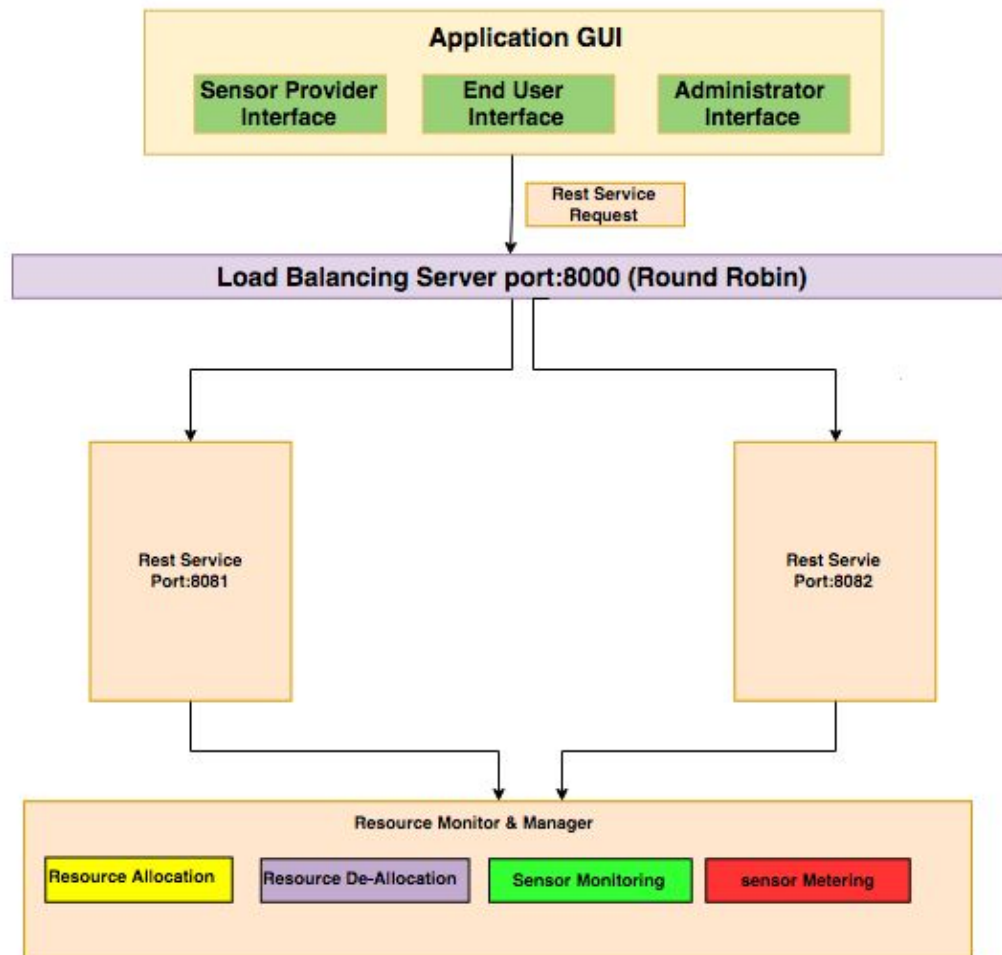 Application GUI
Sensor Provider
Interface
End User
Interface
Administrator
Interface
Rest Service
Request
Load Balancing Server port:8000 (Round Robin)
Rest Service
Port:8081
Rest Servie
Port:8082
Resource Monitor & Manager
Resource Allocation
Resource De-Allocation
Sensor Monitoring
sensor Metering